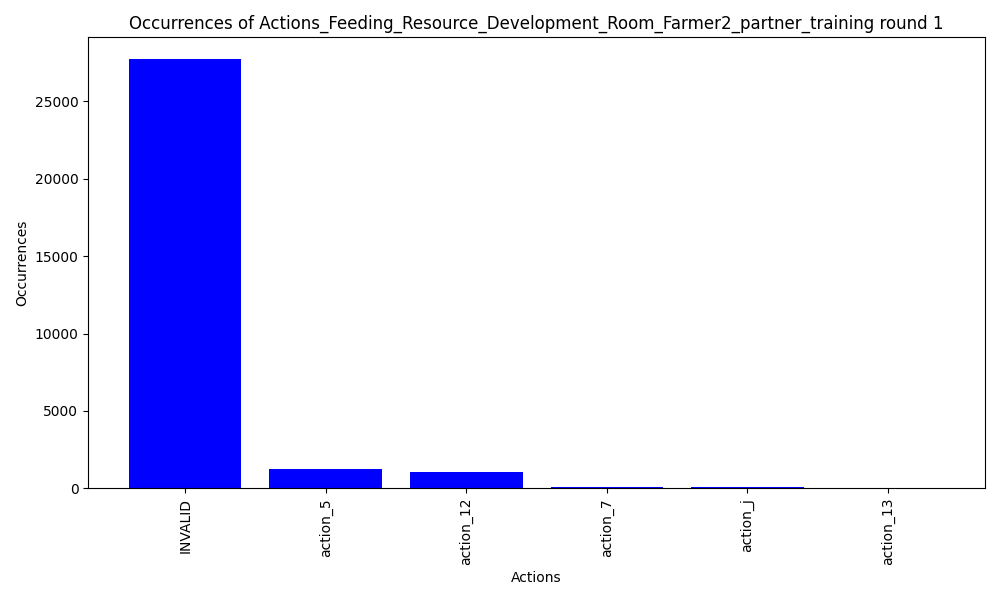 Occurrences of Actions_Feeding_Resource_Development_Room_Farmer2_partner_training round 1
Occurrences
25000
20000
15000
10000
5000
0
INVALID
action_5
action_12
action_7
action_j
action_13
Actions